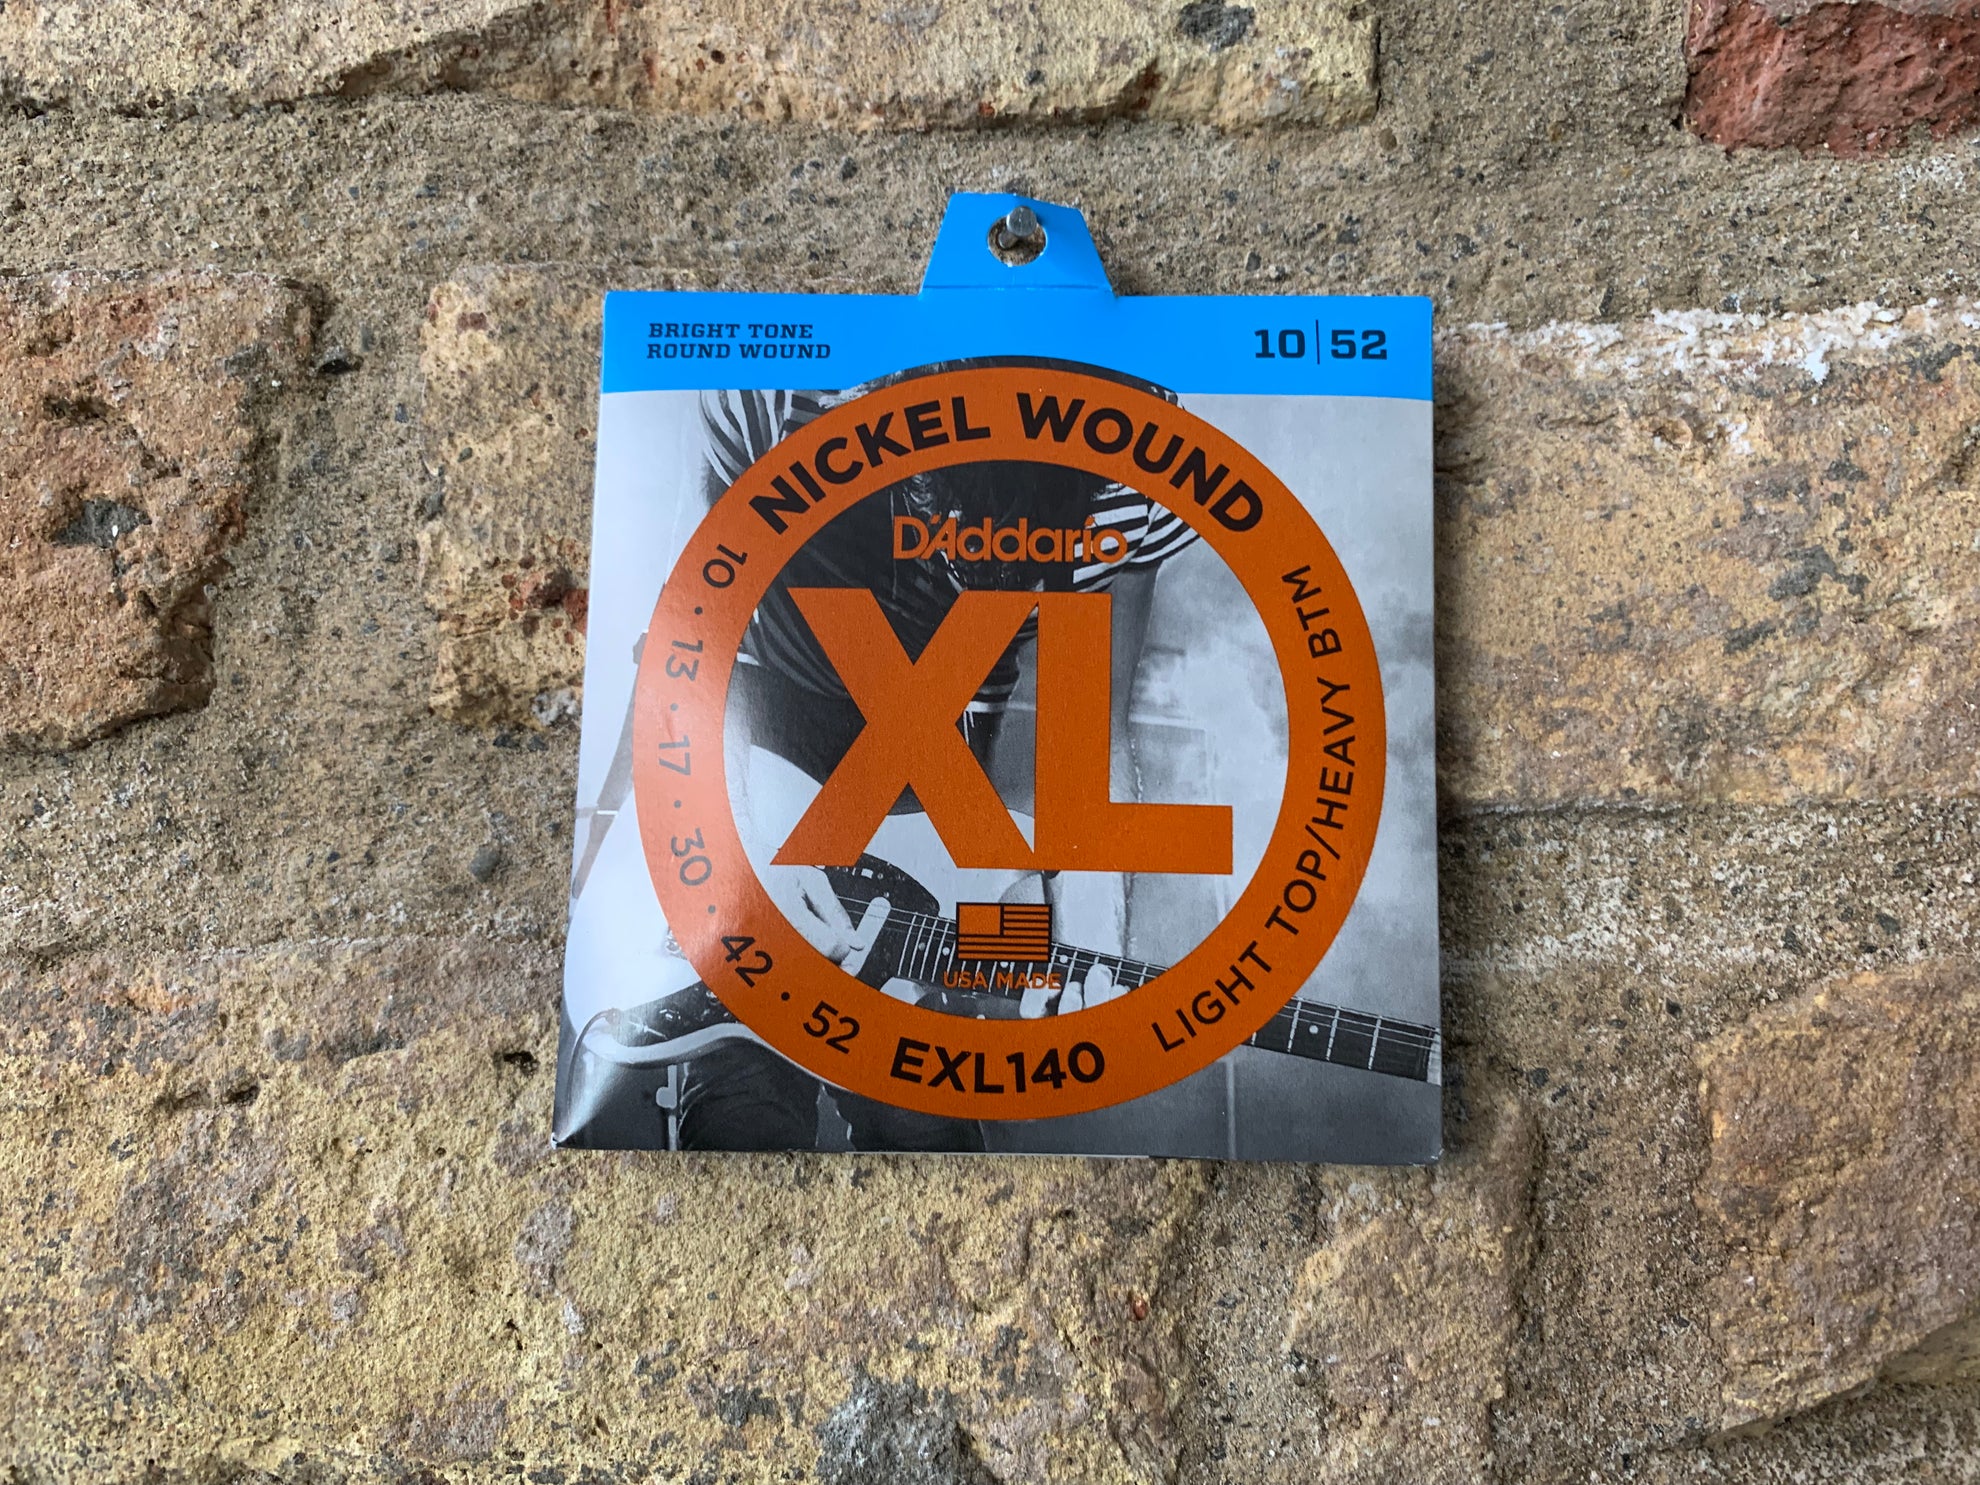 BRIGHT TONE
ROUND WOUND
10|52
NICKEL WOUND
D'Addario
XL
USA MADE
10 · 13 · 17 · 30 · 42 · 52
EXL140
LIGHT TOP/HEAVY BTM